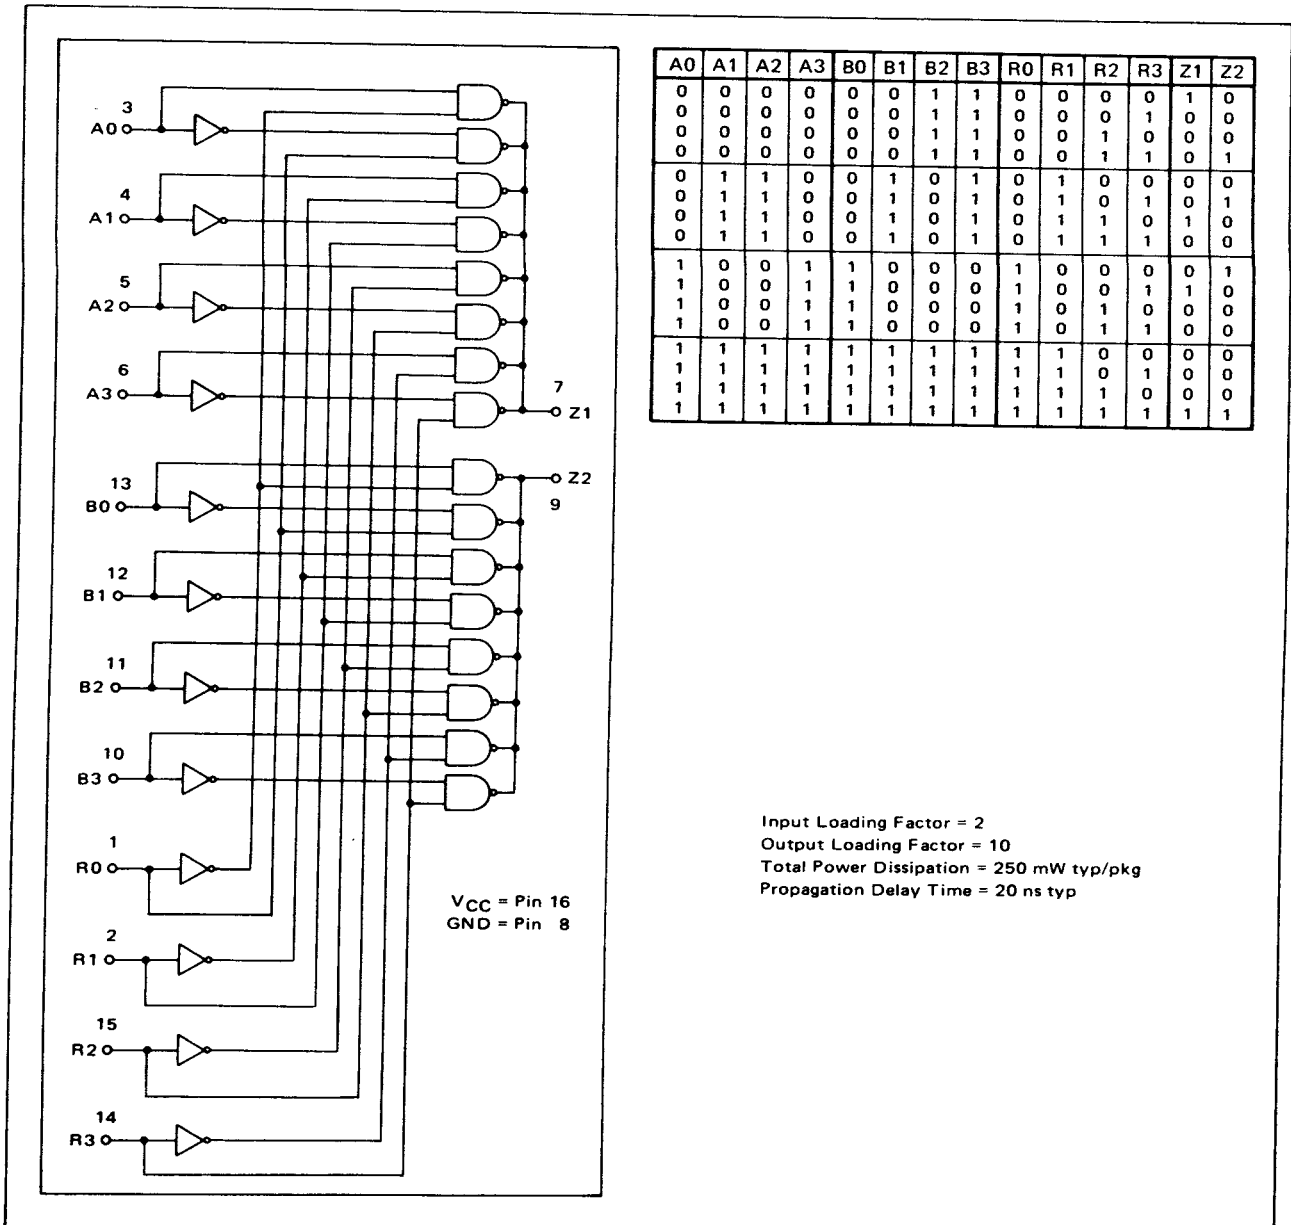 3
A0
4
A1
5
A2
6
A3
7
Z1
13
B0
Z2
9
12
B1
11
B2
10
B3
1
R0
VCC = Pin 16
GND = Pin 8
2
R1
15
R2
14
R3
A0 A1 A2 A3 B0 B1 B2 B3 R0 R1 R2 R3 Z1 Z2
0 0 0 0 0 0 1 1 0 0 0 0 1 0
0 0 0 0 0 0 1 1 0 0 0 1 0 0
0 0 0 0 0 0 1 1 0 0 1 0 0 0
0 0 0 0 0 0 1 1 0 0 1 1 0 1
0 1 1 0 0 1 0 1 0 1 0 0 0 0
0 1 1 0 0 1 0 1 0 1 0 1 0 1
0 1 1 0 0 1 0 1 0 1 1 0 1 0
0 1 1 0 0 1 0 1 0 1 1 1 0 0
1 0 0 1 1 0 0 0 1 0 0 0 0 1
1 0 0 1 1 0 0 0 1 0 0 1 1 0
1 0 0 1 1 0 0 0 1 0 1 0 0 0
1 0 0 1 1 0 0 0 1 0 1 1 0 0
1 1 1 1 1 1 1 1 1 1 0 0 0 0
1 1 1 1 1 1 1 1 1 1 0 1 0 0
1 1 1 1 1 1 1 1 1 1 1 0 0 0
1 1 1 1 1 1 1 1 1 1 1 1 1 1
Input Loading Factor = 2
Output Loading Factor = 10
Total Power Dissipation = 250 mW typ/pkg
Propagation Delay Time = 20 ns typ